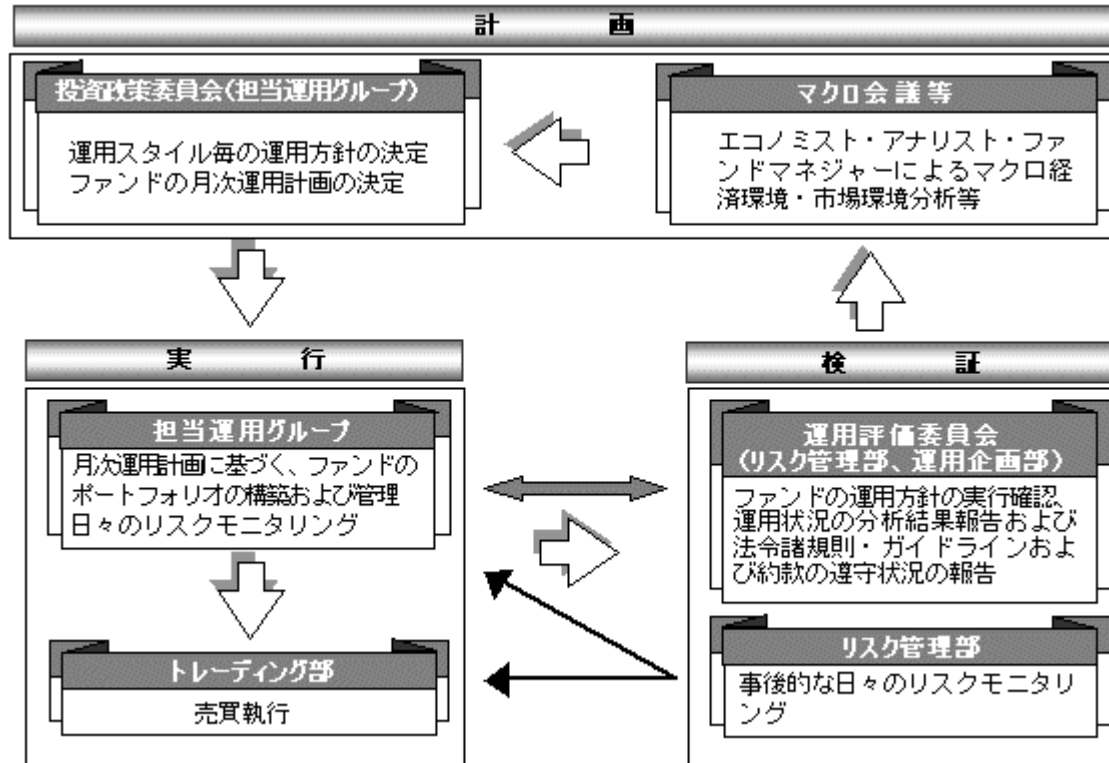 計画
投資政策委員会(担当運用グループ)
運用スタイル毎の運用方針の決定
ファンドの月次運用計画の決定
マクロ会議等
エコノミスト・アナリスト・ファ
ンドマネジャーによるマクロ経
済環境・市場環境分析等
実行
担当運用グループ
月次運用計画に基づく、ファンドの
ポートフォリオの構築および管理
日々のリスクモニタリング
トレーディング部
売買執行
検証
運用評価委員会
(リスク管理部、運用企画部)
ファンドの運用方針の実行確認、
運用状況の分析結果報告および
法令諸規則・ガイドラインおよ
び約款の遵守状況の報告
リスク管理部
事後的な日々のリスクモニタリ
ング